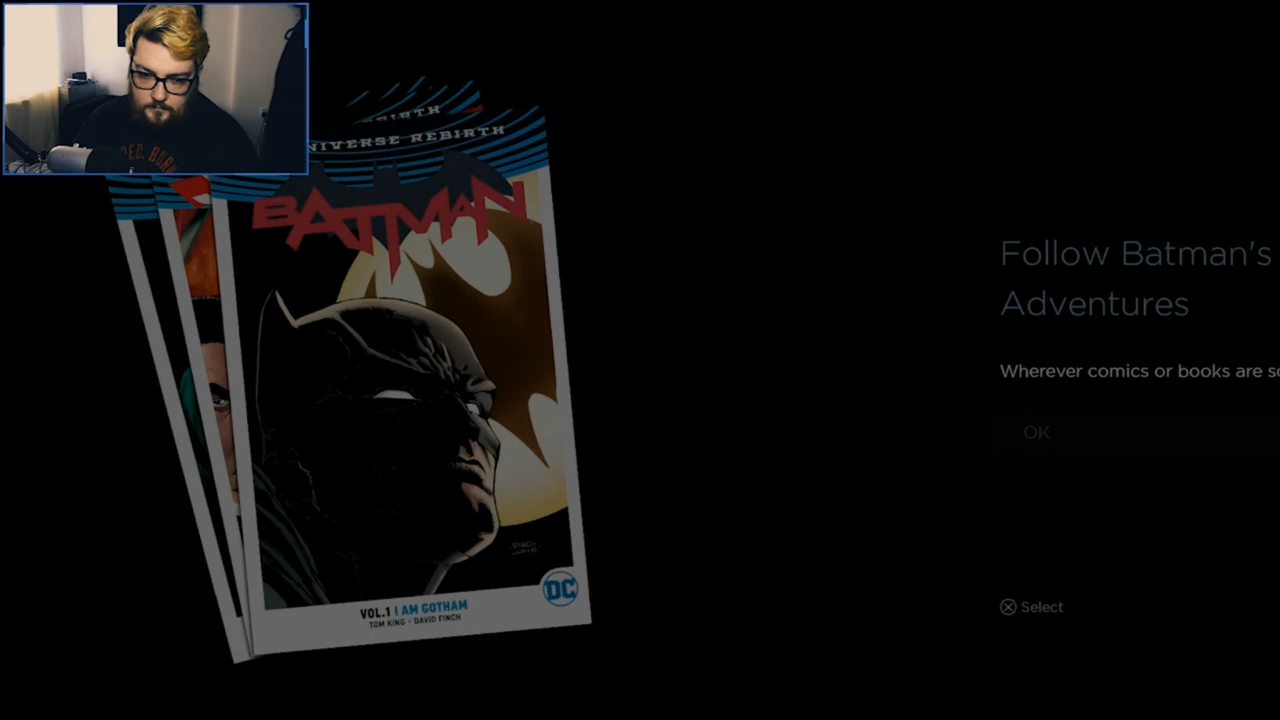 NIVERSE REBIRTH
BATMAN
VOL.1 I AM GOTHAM
TOM KING - DAVID FINCH
DC
Follow Batman's
Adventures
Wherever comics or books are s
OK
Select